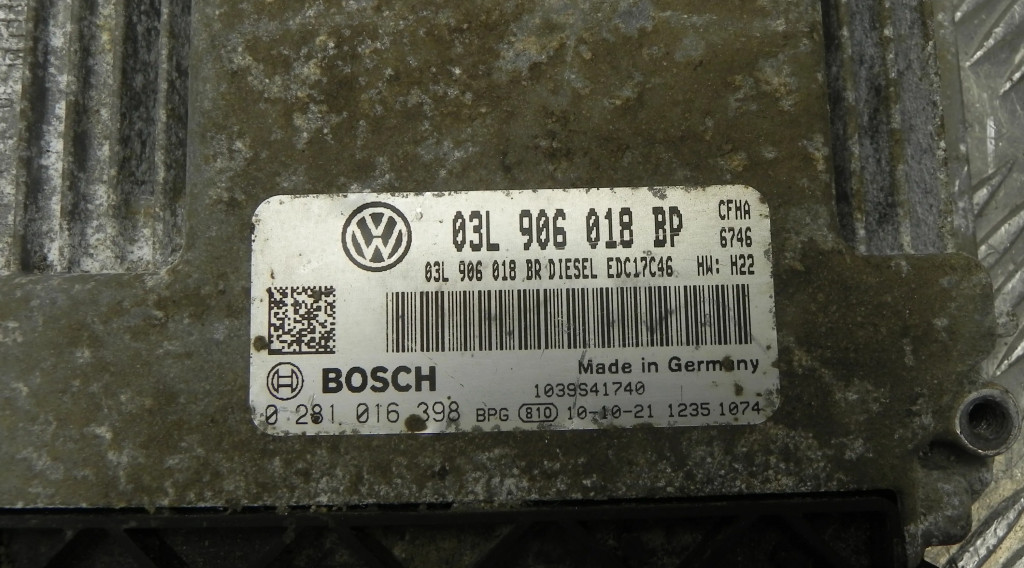 03L 906 018 BP CFHA
6746
03L 906 018 BR DIESEL EDC17C46 HW: H22
Made in Germany
BOSCH 1039S41740
0 281 016 398 BPG 810 10-10-21 1235 1074